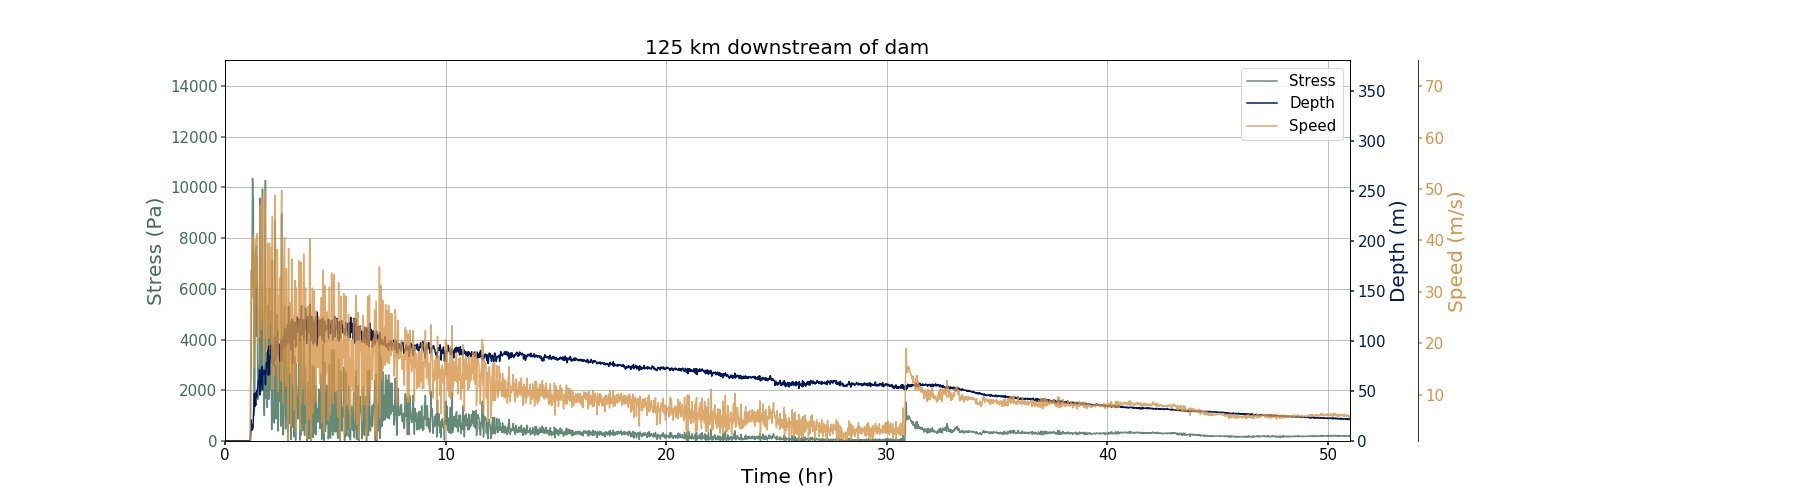 125 km downstream of dam
Stress (Pa)
14000
12000
10000
8000
6000
4000
2000
0
Stress
Depth
Speed
350
300
250
200
150
100
50
0
Depth (m)
70
60
50
40
30
20
10
Speed (m/s)
0 10 20 30 40 50
Time (hr)